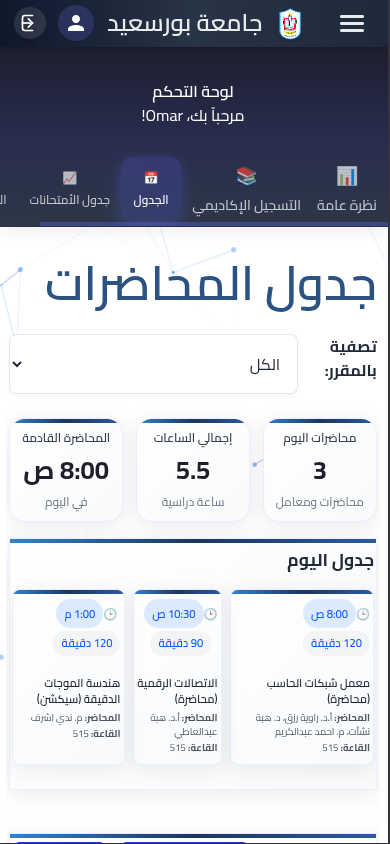 جامعة بورسعيد
لوحة التحكم
مرحباً بك، Omar!
نظرة عامة
التسجيل الإكاديمي
الجدول
جدول الأمتحانات
جدول المحاضرات
تصفية
بالمقرر:
الكل
محاضرات اليوم
3
محاضرات ومعامل
إجمالي الساعات
5.5
ساعة دراسية
المحاضرة القادمة
8:00 ص
في اليوم
جدول اليوم
8:00 ص
120 دقيقة
معمل شبكات الحاسب
(محاضرة)
المحاضر: أ.د. راوية رزق، د. هبة
نشأت، م. احمد عبدالكريم
القاعة: 515
10:30 ص
90 دقيقة
الاتصالات الرقمية
(محاضرة)
المحاضر: أ.د. هبة
عبدالعاطي
القاعة: 515
1:00 م
120 دقيقة
هندسة الموجات
الدقيقة (سيكشن)
المحاضر: م. ندي اشرف
القاعة: 515